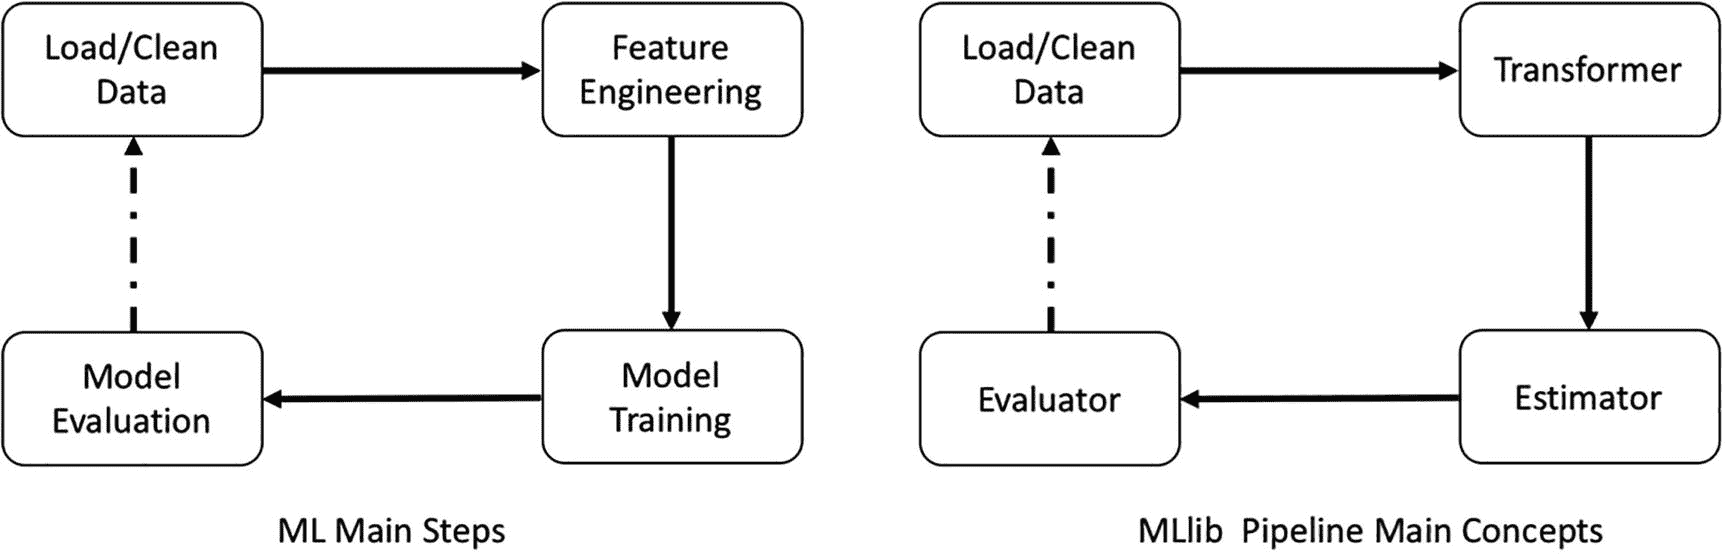 Load/Clean
Data
Feature
Engineering
Model
Evaluation
Model
Training
ML Main Steps
Load/Clean
Data
Transformer
Evaluator
Estimator
MLlib Pipeline Main Concepts